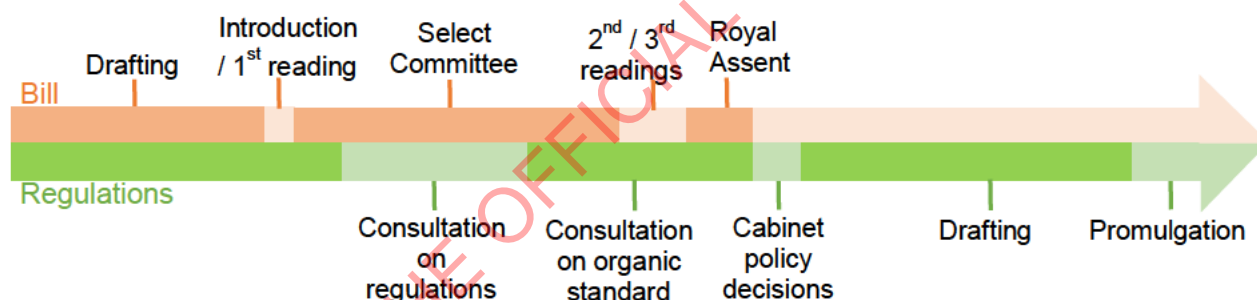 Introduction
/ 1st reading
Drafting
Select
Committee
2nd / 3rd
readings
Royal
Assent
Bill
Regulations
Consultation
on
regulations
Consultation
on organic
standard
Cabinet
policy
decisions
Drafting
Promulgation
E OFFICIAL